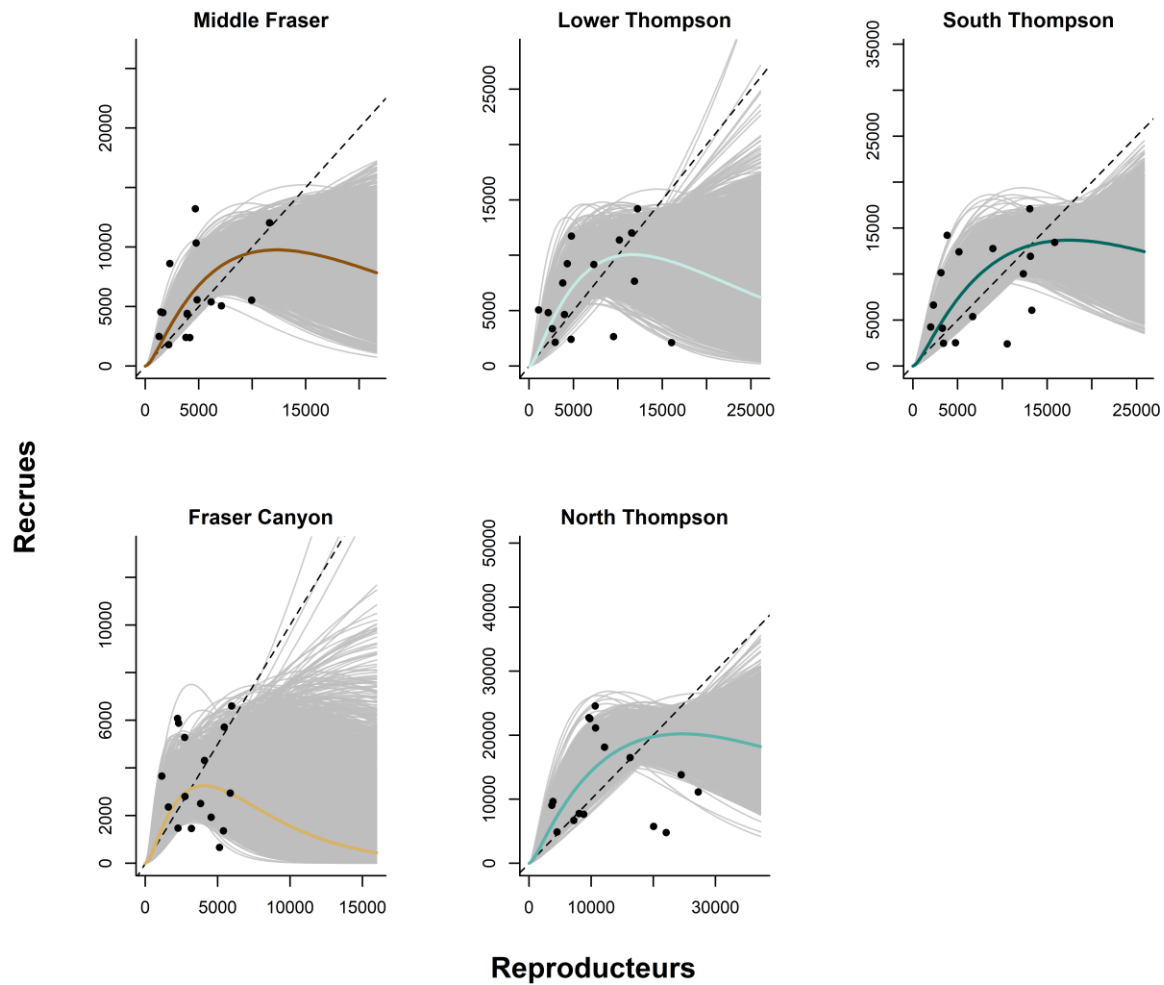 Middle Fraser
Lower Thompson
South Thompson
0 5000 10000 20000
0 5000 15000
0 5000 15000 25000
0 5000 15000 25000
0 5000 15000 25000 35000
0 5000 15000 25000
Recrues
Fraser Canyon
North Thompson
0 2000 6000 10000
0 5000 10000 15000
0 10000 20000 30000 40000 50000
0 10000 30000
Reproducteurs